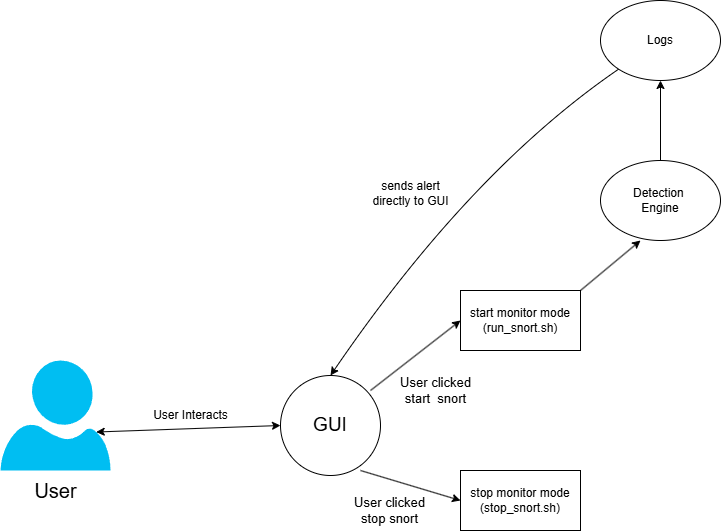 Logs
sends alert
directly to GUI
Detection
Engine
start monitor mode
(run_snort.sh)
User clicked
start snort
User Interacts
GUI
User
User clicked
stop snort
stop monitor mode
(stop_snort.sh)